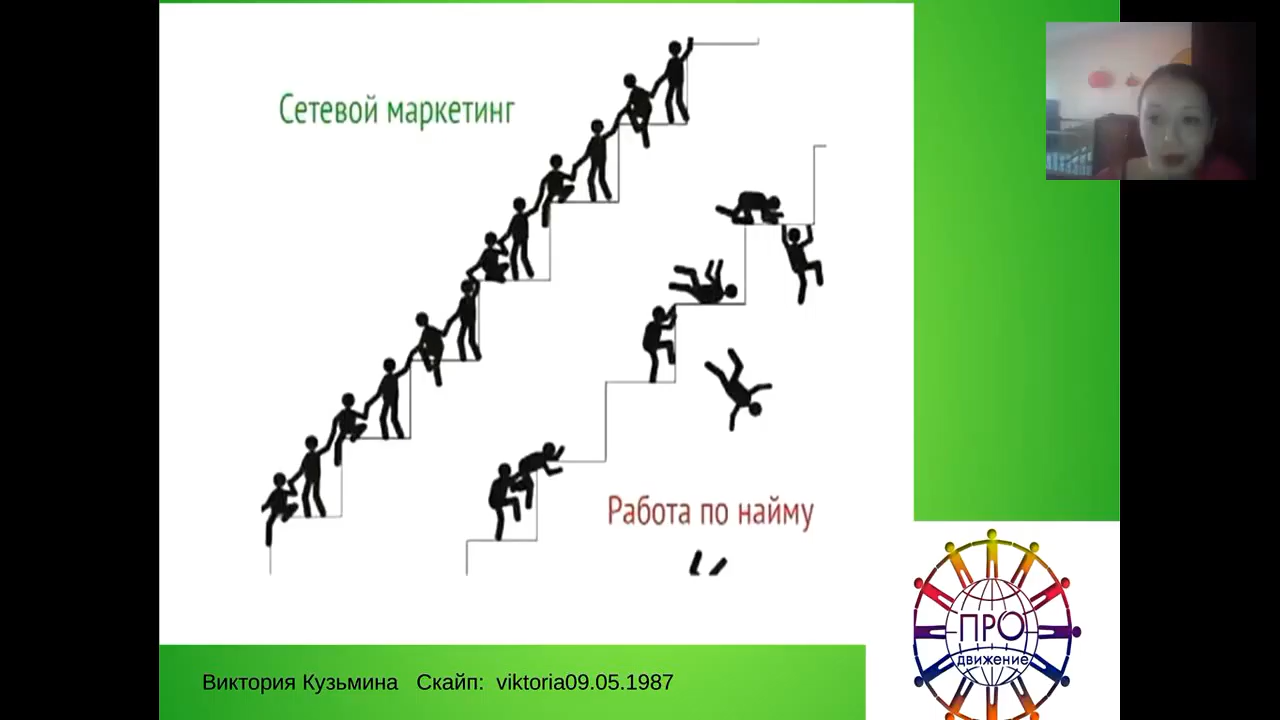 Сетевой маркетинг
Работа по найму
ПРО
движение
Виктория Кузьмина Скайп: viktoria09.05.1987